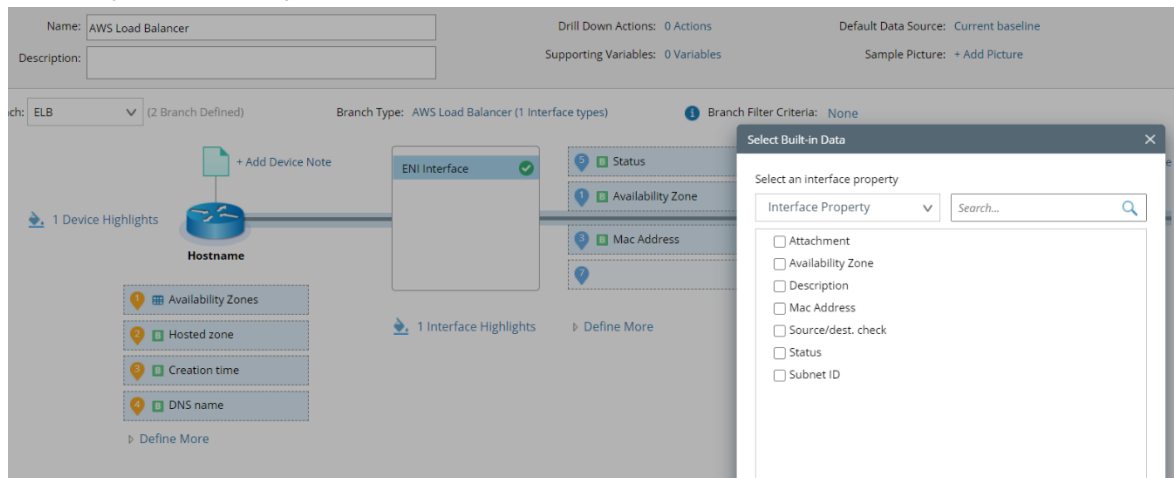 Name: AWS Load Balancer Drill Down Actions: 0 Actions Default Data Source: Current baseline
Description: Supporting Variables: 0 Variables Sample Picture: + Add Picture
ch: ELB (2 Branch Defined) Branch Type: AWS Load Balancer (1 Interface types) i Branch Filter Criteria: None
+ Add Device Note
1 Device Highlights
Hostname
1 Availability Zones
2 Hosted zone
3 Creation time
4 DNS name
Define More
ENI Interface
1 Interface Highlights
5 Status
1 Availability Zone
3 Mac Address
7
Define More
Select Built-in Data
Select an interface property
Interface Property Search...
Attachment
Availability Zone
Description
Mac Address
Source/dest. check
Status
Subnet ID